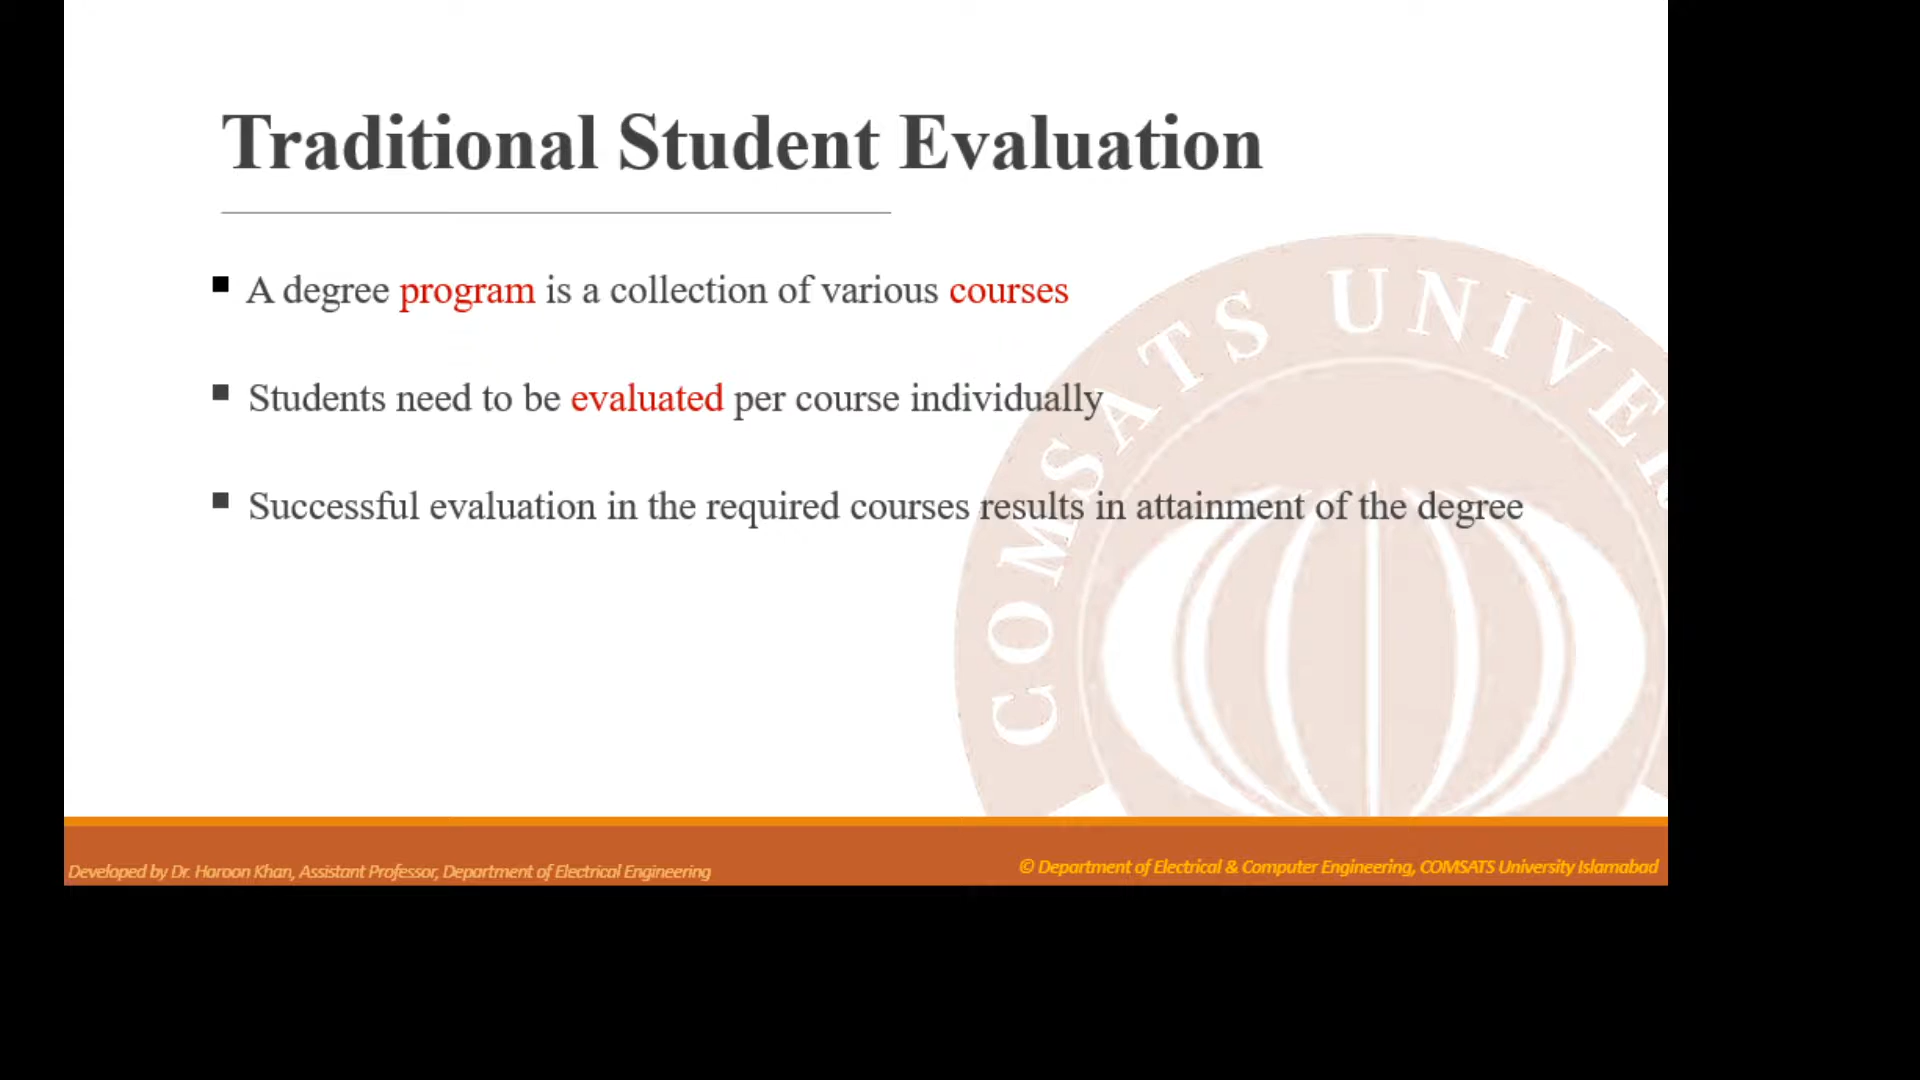 Traditional Student Evaluation
▪ A degree program is a collection of various courses
▪ Students need to be evaluated per course individually
▪ Successful evaluation in the required courses results in attainment of the degree
COMSATS UNIVER
Developed by Dr. Haroon Khan, Assistant Professor, Department of Electrical Engineering
© Department of Electrical & Computer Engineering, COMSATS University Islamabad